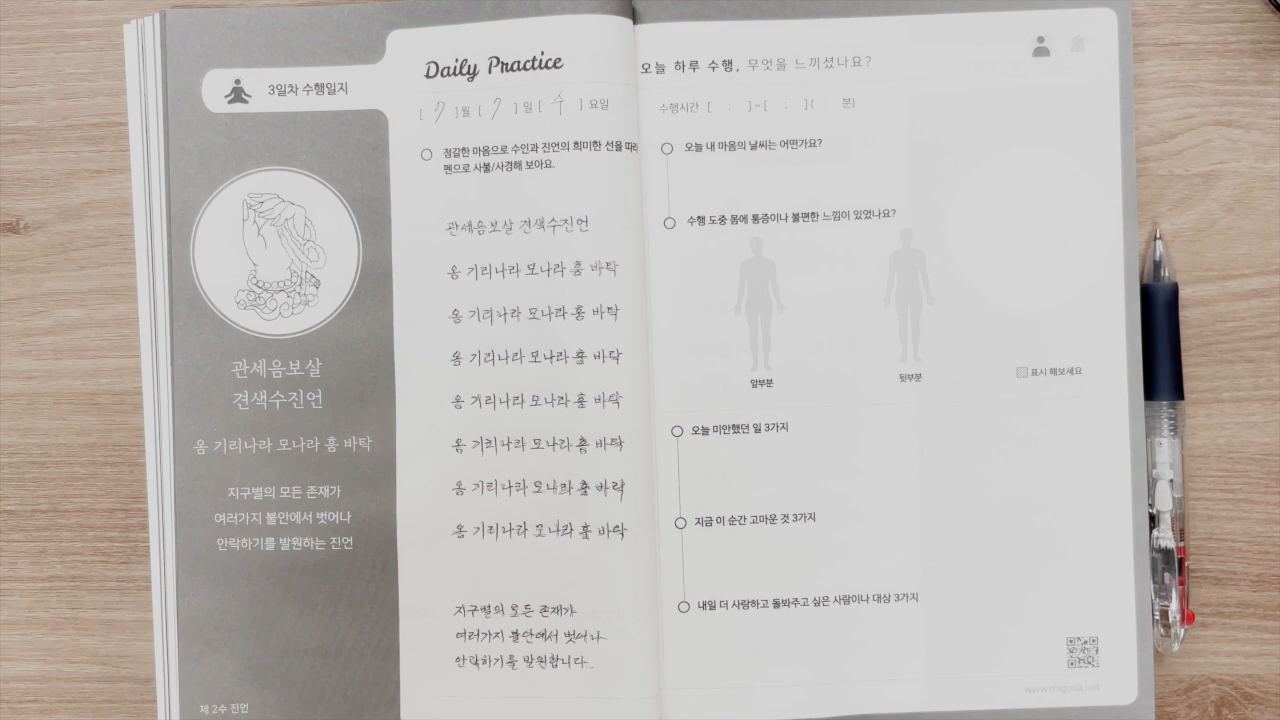 3일차 수행일지
관세음보살
견색수진언
옴 기리나라 모나라 훔 바탁
지구별의 모든 존재가
여러가지 불안에서 벗어나
안락하기를 발원하는 진언
제 2수 진언
Daily Practice
[ 7 ]월 [ 7 ]일 [ 수 ]요일
정갈한 마음으로 수인과 진언의 희미한 선을 따라
펜으로 사불/사경해 보아요.
관세음보살 견색수진언
옴 기리나라 모나라 훔 바탁
옴 기리나라 모나라 훔 바탁
옴 기리나라 모나라 훔 바탁
옴 기리나라 모나라 훔 바탁
옴 기리나라 모나라 훔 바탁
옴 기리나라 모나라 훔 바탁
옴 기리나라 모나라 훔 바탁
지구별의 모든 존재가
여러가지 불안에서 벗어나
안락하기를 발원합니다.
오늘 하루 수행, 무엇을 느끼셨나요?
수행시간 [ : ]~[ : ]( 분)
오늘 내 마음의 날씨는 어떤가요?
수행 도중 몸에 통증이나 불편한 느낌이 있었나요?
앞부분
뒷부분
표시 해보세요
오늘 미안했던 일 3가지
지금 이 순간 고마운 것 3가지
내일 더 사랑하고 돌봐주고 싶은 사람이나 대상 3가지